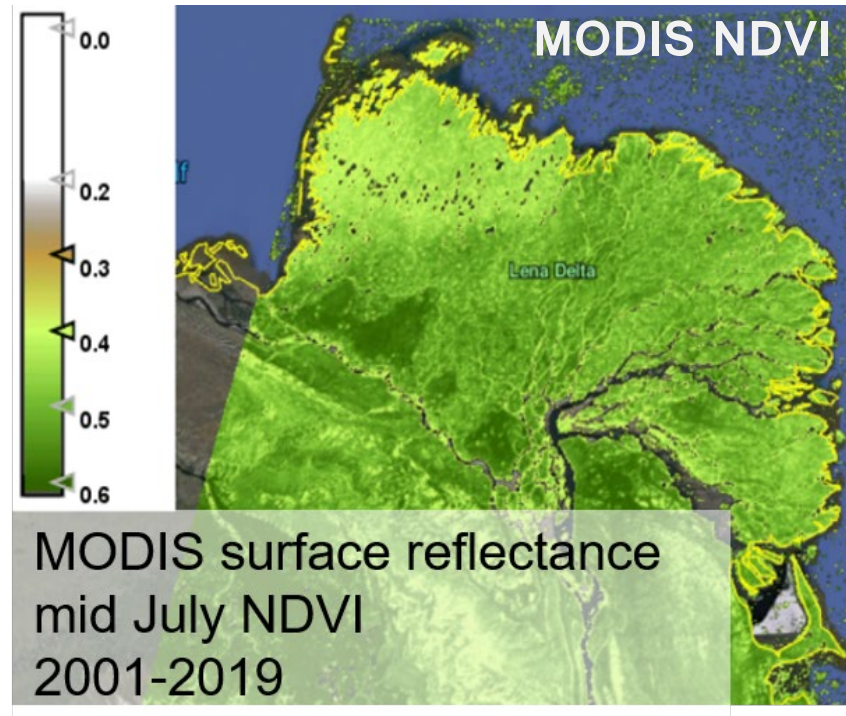 MODIS NDVI
0.0
0.2
0.3
0.4
0.5
0.6
lf
Lena Delta
MODIS surface reflectance
mid July NDVI
2001-2019